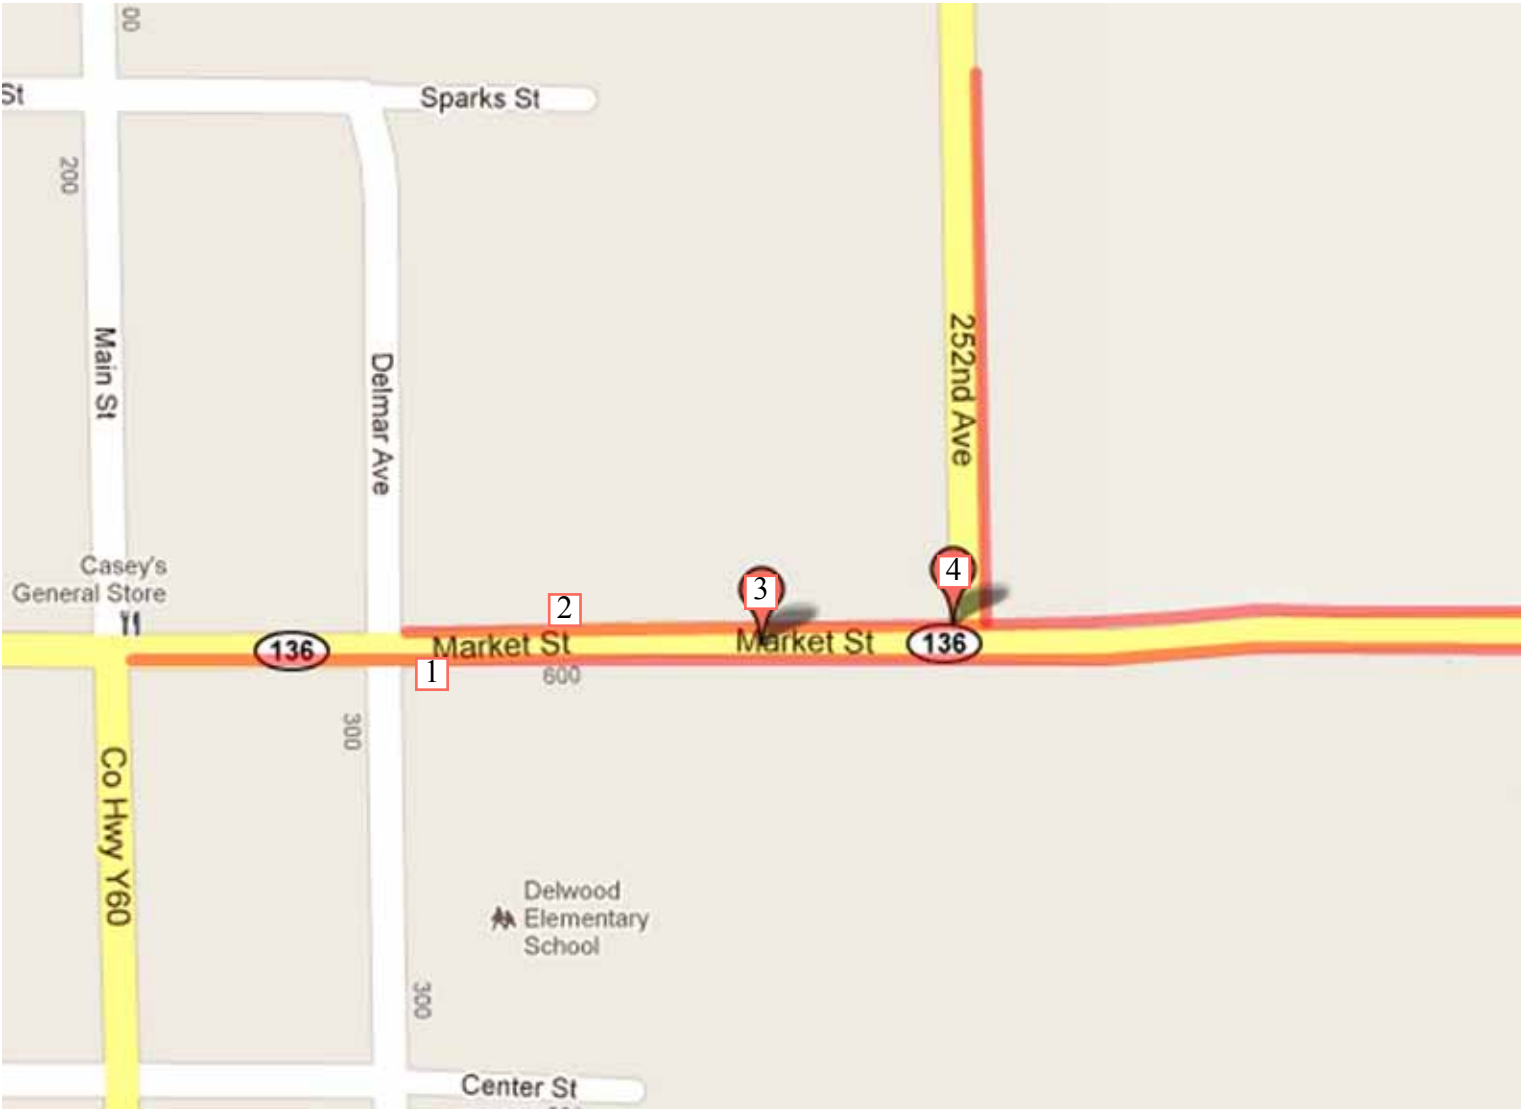 00
St
Sparks St
200
252nd Ave
Main St
Delmar Ave
Casey's
General Store
2
3
4
136
Market St
Market St
136
1
600
300
Co Hwy Y60
Delwood
Elementary
School
300
Center St